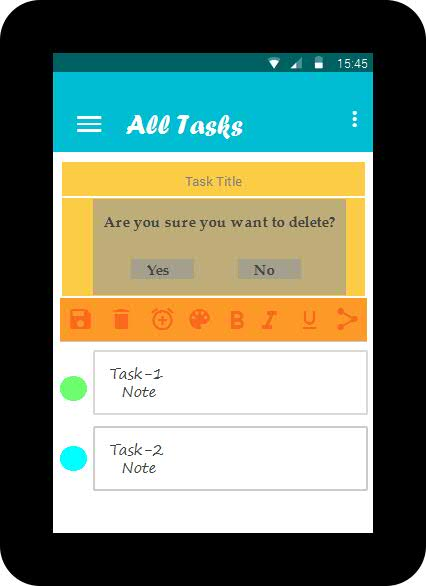 15:45
All Tasks
Task Title
Are you sure you want to delete?
Yes No
B I U
Task-1
Note
Task-2
Note